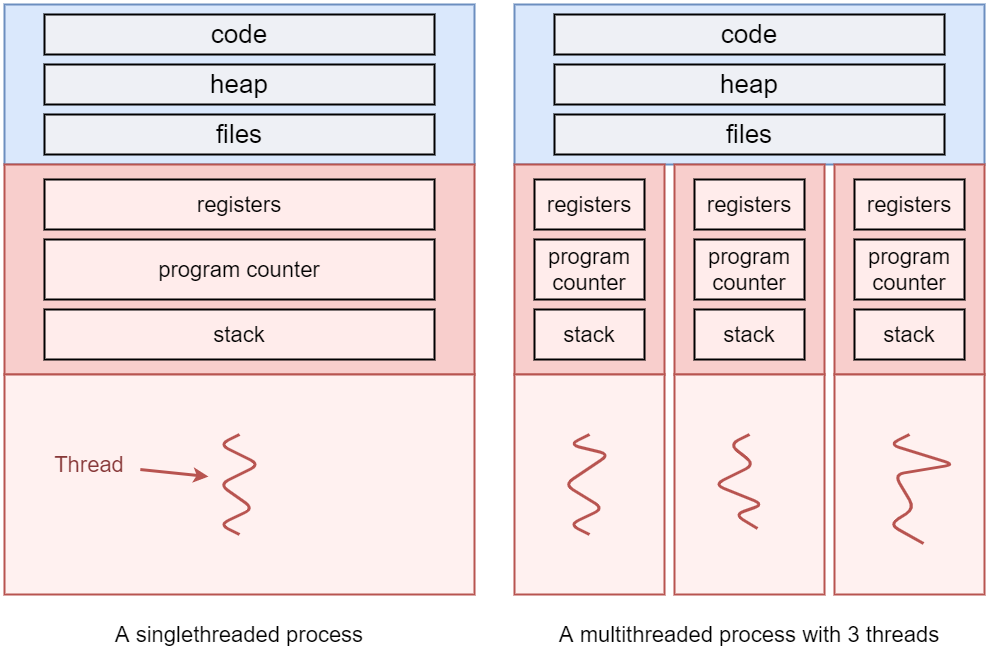 code
heap
files
registers
program counter
stack
Thread
A singlethreaded process
code
heap
files
registers
program
counter
stack
registers
program
counter
stack
registers
program
counter
stack
A multithreaded process with 3 threads